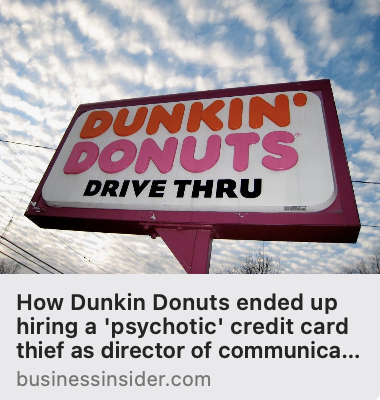 DUNKIN'
DONUTS
DRIVE THRU
How Dunkin Donuts ended up
hiring a 'psychotic' credit card
thief as director of communica...
businessinsider.com